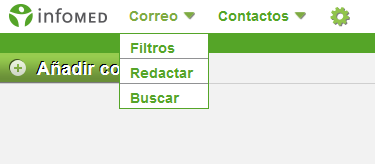 infomed Correo Contactos
Filtros
Añadir co
Redactar
Buscar